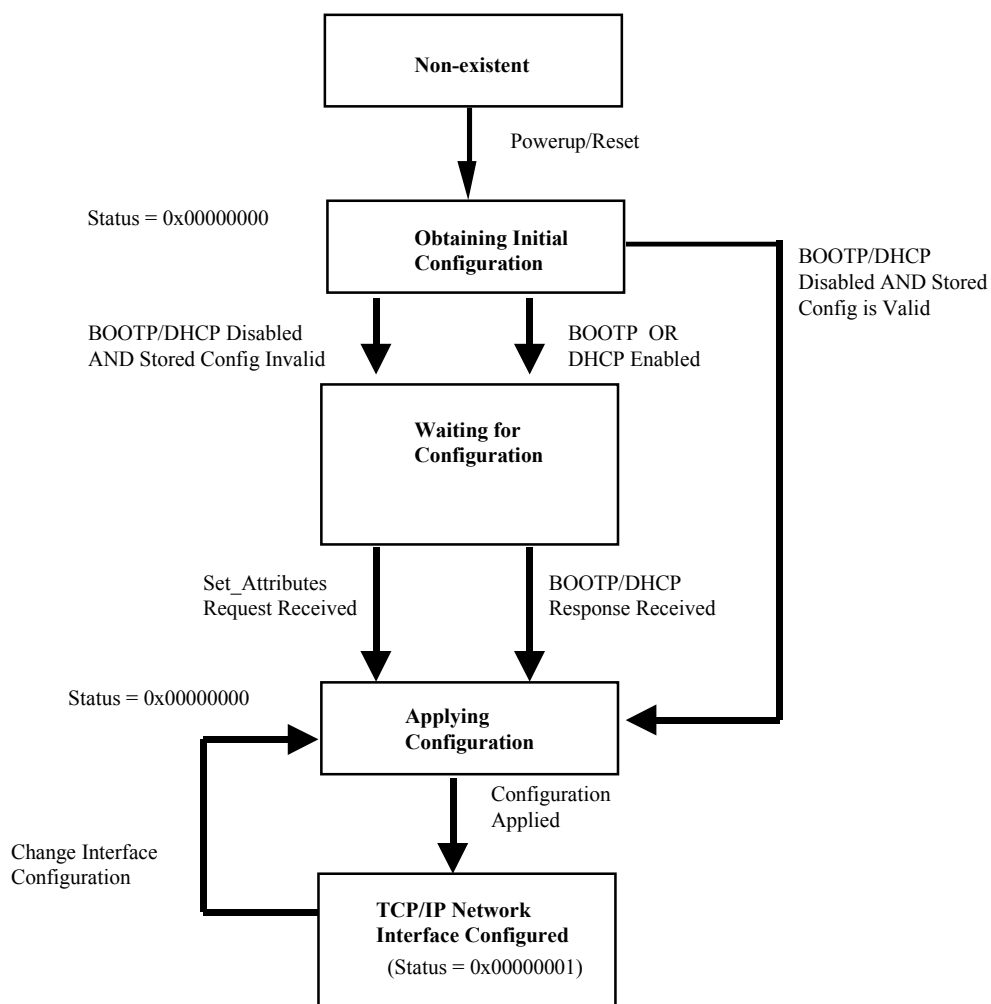 Non-existent
Powerup/Reset
Status = 0x00000000
Obtaining Initial
Configuration
BOOTP/DHCP
Disabled AND Stored
Config is Valid
BOOTP/DHCP Disabled
AND Stored Config Invalid
BOOTP  OR
DHCP Enabled
Waiting for
Configuration
Set_Attributes
Request Received
BOOTP/DHCP
Response Received
Status = 0x00000000
Applying
Configuration
Configuration
Applied
Change Interface
Configuration
TCP/IP Network
Interface Configured
(Status = 0x00000001)